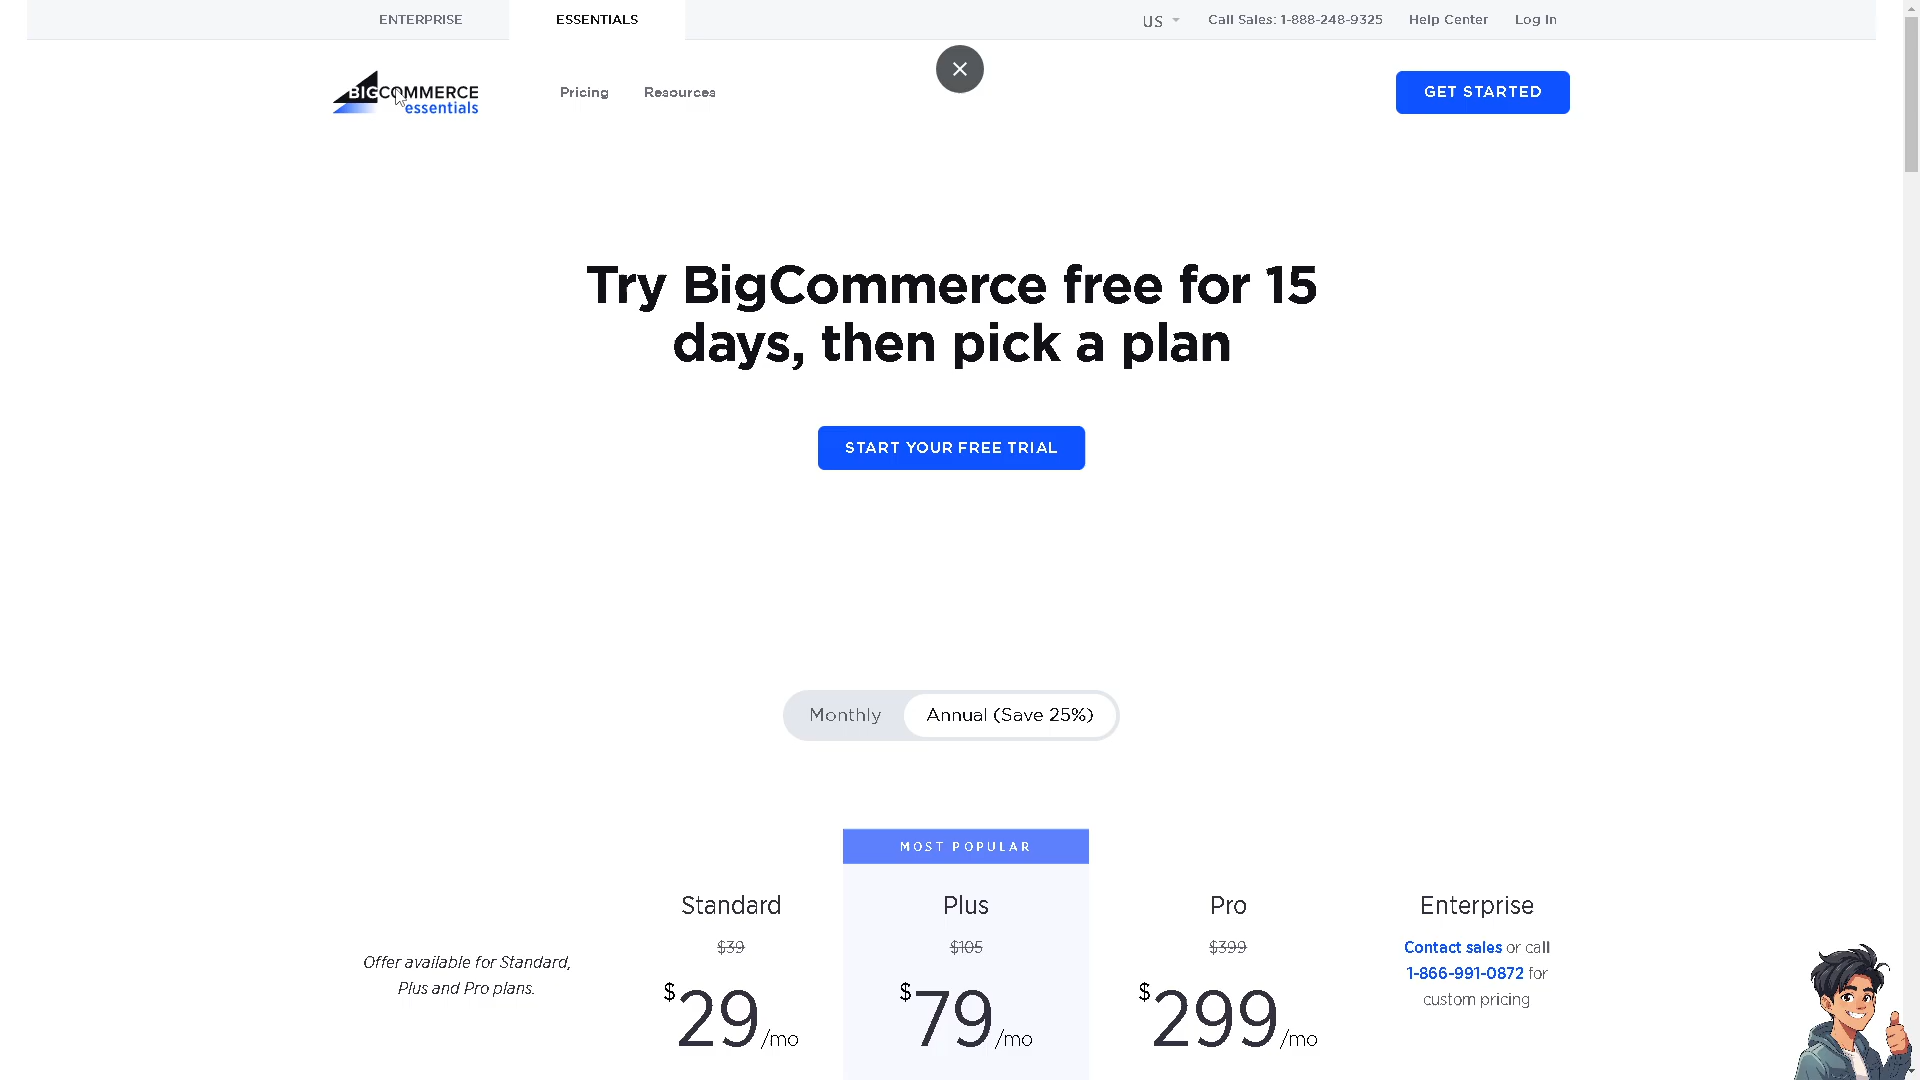 ENTERPRISE
ESSENTIALS
US
Call Sales: 1-888-248-9325
Help Center
Log In
BIGCOMMERCE
essentials
Pricing
Resources
GET STARTED
Try BigCommerce free for 15
days, then pick a plan
START YOUR FREE TRIAL
Monthly
Annual (Save 25%)
MOST POPULAR
Offer available for Standard,
Plus and Pro plans.
Standard
$39
$29/mo
Plus
$105
$79/mo
Pro
$399
$299/mo
Enterprise
Contact sales or call
1-866-991-0872 for
custom pricing